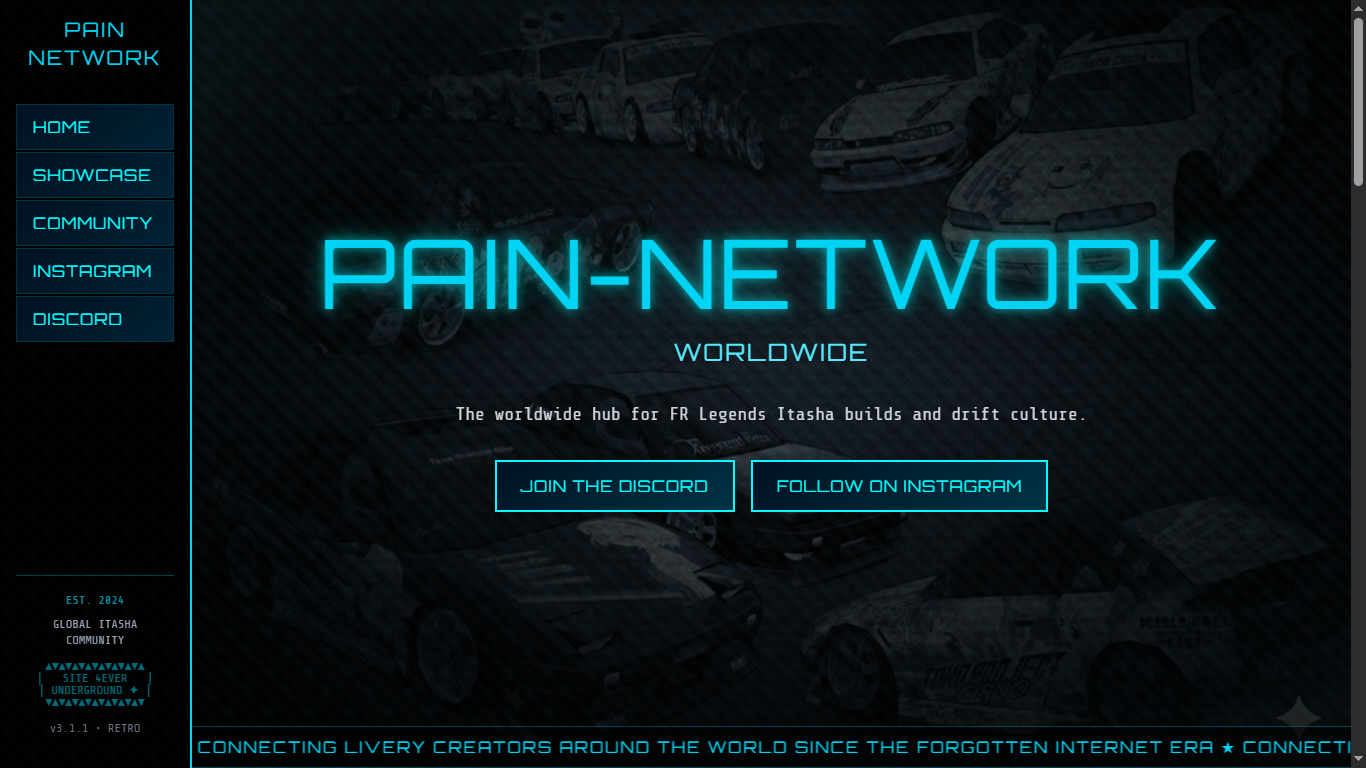 PAIN
NETWORK
HOME
SHOWCASE
COMMUNITY
INSTAGRAM
DISCORD
EST. 2024
GLOBAL ITASHA
COMMUNITY
▲▼▲▼▲▼▲▼▲▼▲▼▲▼▲
| SITE 4EVER |
| UNDERGROUND ✦ |
▼▲▼▲▼▲▼▲▼▲▼▲▼▲▼
v3.1.1 • RETRO
PAIN-NETWORK
WORLDWIDE
The worldwide hub for FR Legends Itasha builds and drift culture.
JOIN THE DISCORD
FOLLOW ON INSTAGRAM
CONNECTING LIVERY CREATORS AROUND THE WORLD SINCE THE FORGOTTEN INTERNET ERA ★ CONNECTI